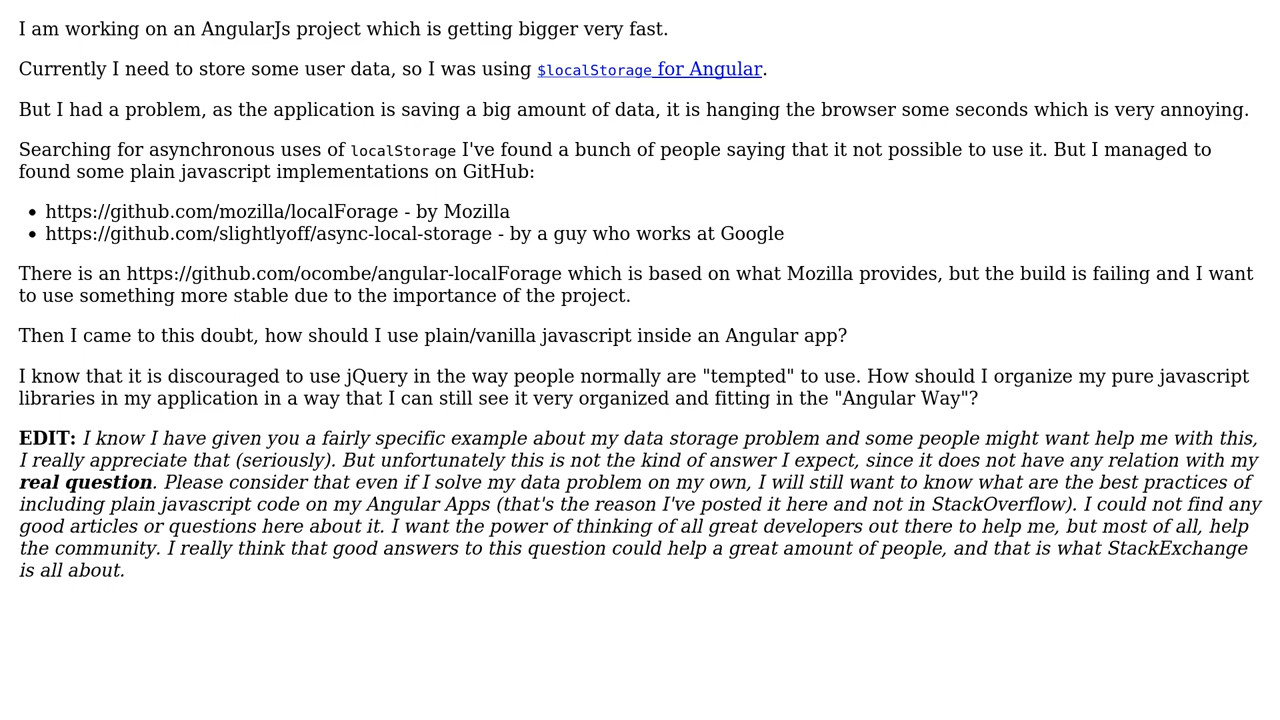 I am working on an AngularJs project which is getting bigger very fast.
Currently I need to store some user data, so I was using $localStorage for Angular.
But I had a problem, as the application is saving a big amount of data, it is hanging the browser some seconds which is very annoying.
Searching for asynchronous uses of localStorage I've found a bunch of people saying that it not possible to use it. But I managed to
found some plain javascript implementations on GitHub:
• https://github.com/mozilla/localForage - by Mozilla
• https://github.com/slightlyoff/async-local-storage - by a guy who works at Google
There is an https://github.com/ocombe/angular-localForage which is based on what Mozilla provides, but the build is failing and I want
to use something more stable due to the importance of the project.
Then I came to this doubt, how should I use plain/vanilla javascript inside an Angular app?
I know that it is discouraged to use jQuery in the way people normally are "tempted" to use. How should I organize my pure javascript
libraries in my application in a way that I can still see it very organized and fitting in the "Angular Way"?
EDIT: I know I have given you a fairly specific example about my data storage problem and some people might want help me with this,
I really appreciate that (seriously). But unfortunately this is not the kind of answer I expect, since it does not have any relation with my
real question. Please consider that even if I solve my data problem on my own, I will still want to know what are the best practices of
including plain javascript code on my Angular Apps (that's the reason I've posted it here and not in StackOverflow). I could not find any
good articles or questions here about it. I want the power of thinking of all great developers out there to help me, but most of all, help
the community. I really think that good answers to this question could help a great amount of people, and that is what StackExchange
is all about.